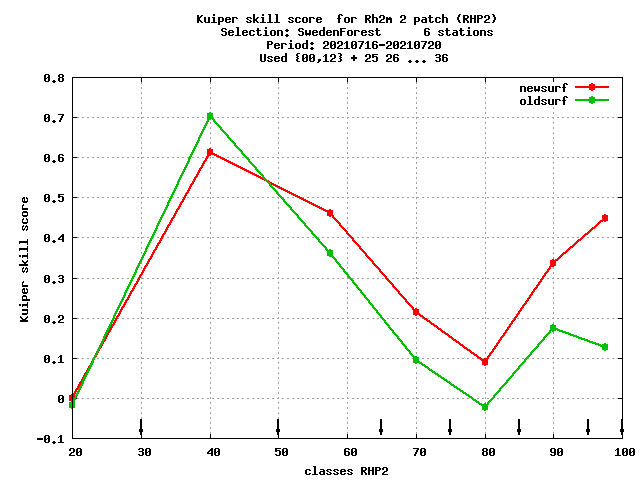 Kuiper skill score  for Rh2m 2 patch (RHP2)
Selection: SwedenForest      6 stations
Period: 20210716-20210720
Used {00,12} + 25 26 ... 36
newsurf
oldsurf
0.8
0.7
0.6
0.5
0.4
0.3
0.2
0.1
0
-0.1
Kuiper skill score
20 30 40 50 60 70 80 90 100
classes RHP2